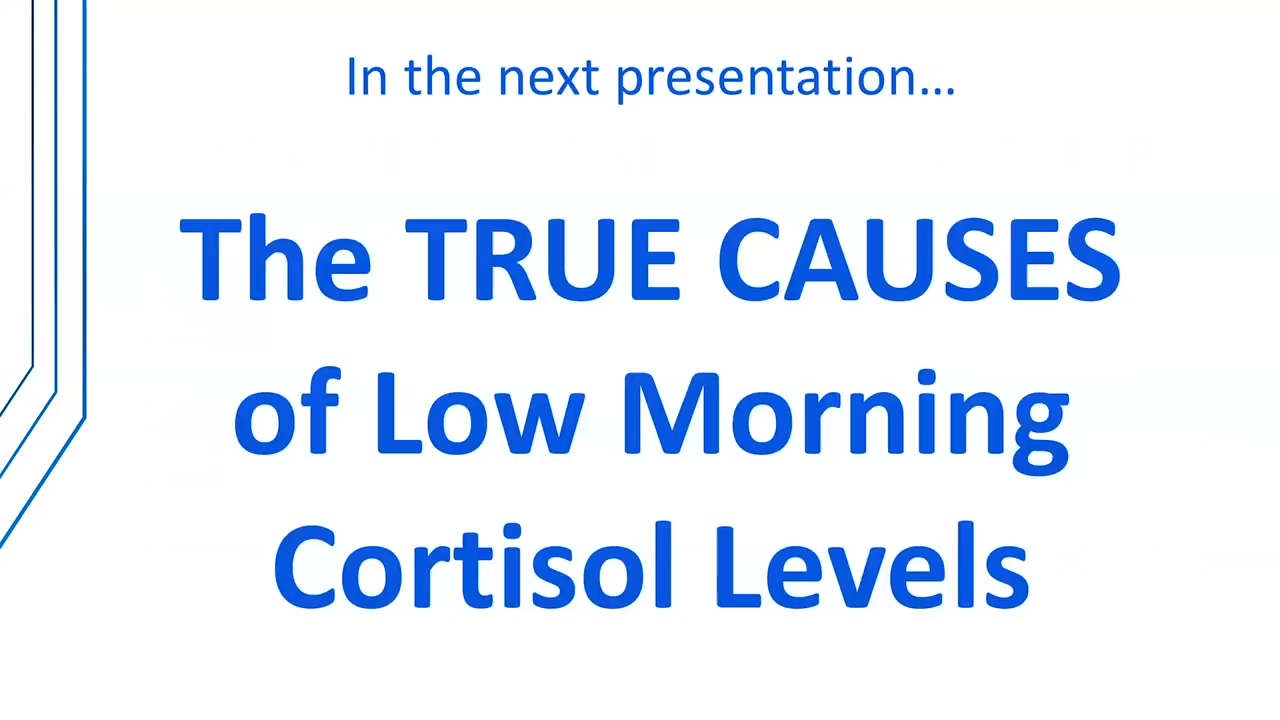 In the next presentation...
The TRUE CAUSES
of Low Morning
Cortisol Levels